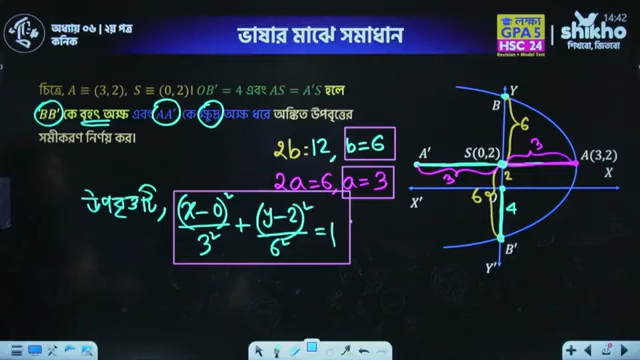 অধ্যায় ০৬ | ২য় পত্র
কনিক
ভাষার মাঝে সমাধান
লক্ষ্য
GPA 5
HSC 24
Revision + Model Test
14:42
shikho
শিখবো, জিতবো
চিত্রে, A ≡ (3, 2), S ≡ (0, 2)। OB′ = 4 এবং AS = A′S হলে
BB′ কে বৃহৎ অক্ষ এবং AA′ কে ক্ষুদ্র অক্ষ ধরে অঙ্কিত উপবৃত্তের
সমীকরণ নির্ণয় কর।
2b = 12, b = 6
2a = 6, a = 3
উপবৃত্তটি, (x-0)²/3² + (y-2)²/6² = 1
Y
B
6
A′ S(0, 2) 3 A(3, 2)
3 2 X
X′ 6 4
B′
Y′